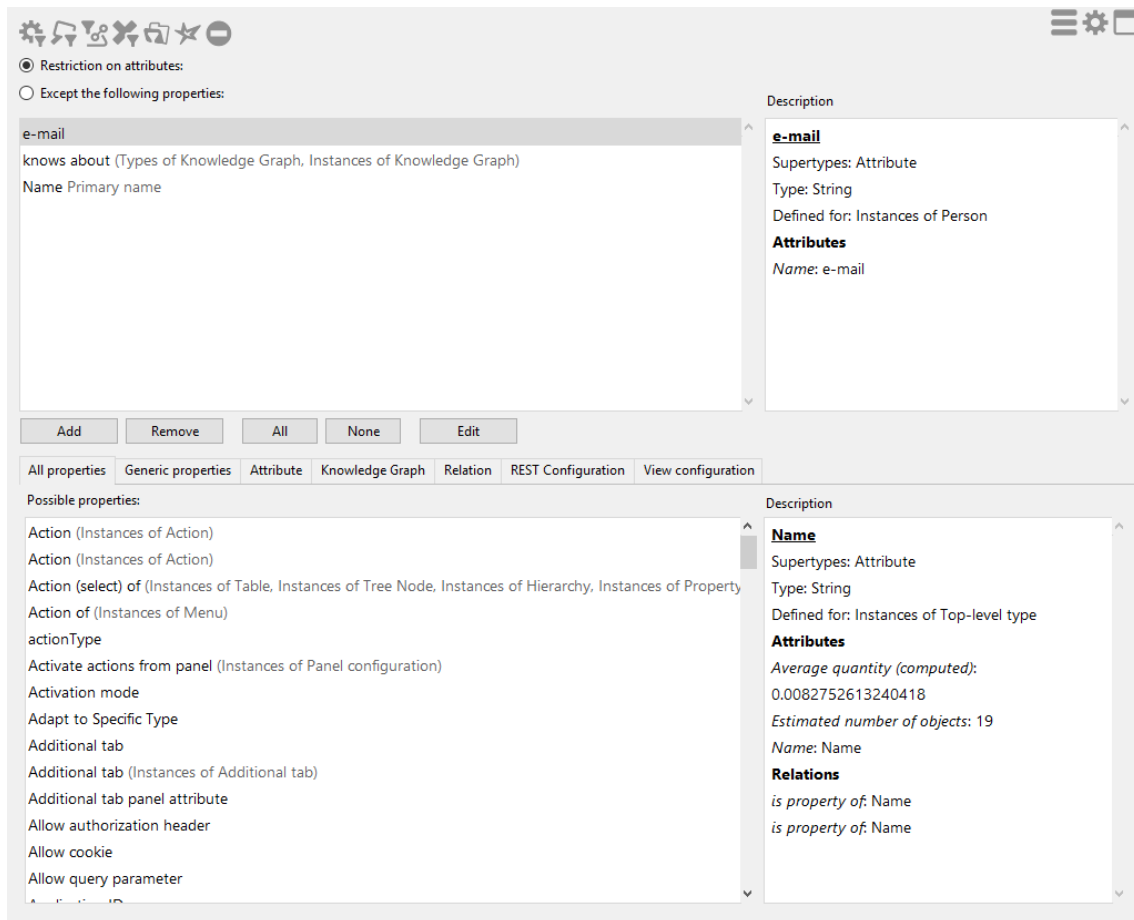 Restriction on attributes:
Except the following properties:
Description
e-mail
knows about (Types of Knowledge Graph, Instances of Knowledge Graph)
Name Primary name
e-mail
Supertypes: Attribute
Type: String
Defined for: Instances of Person
Attributes
Name: e-mail
Add Remove All None Edit
All properties Generic properties Attribute Knowledge Graph Relation REST Configuration View configuration
Possible properties:
Description
Action (Instances of Action)
Action (Instances of Action)
Action (select) of (Instances of Table, Instances of Tree Node, Instances of Hierarchy, Instances of Property
Action of (Instances of Menu)
actionType
Activate actions from panel (Instances of Panel configuration)
Activation mode
Adapt to Specific Type
Additional tab
Additional tab (Instances of Additional tab)
Additional tab panel attribute
Allow authorization header
Allow cookie
Allow query parameter
Name
Supertypes: Attribute
Type: String
Defined for: Instances of Top-level type
Attributes
Average quantity (computed):
0.0082752613240418
Estimated number of objects: 19
Name: Name
Relations
is property of: Name
is property of: Name